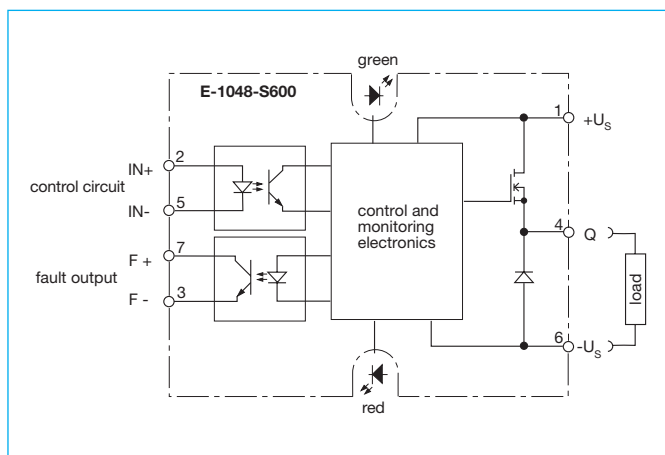 green
E-1048-S600
1
+US
2
IN+
control circuit
5
IN-
control and
monitoring
electronics
4
Q
7
F +
fault output
3
F -
load
6
-US
red